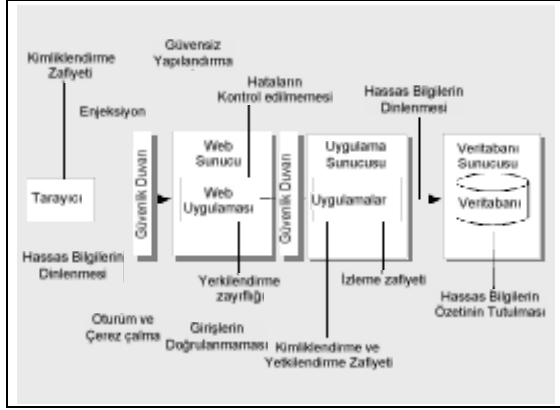 Kimliklendirme
Zafiyeti
Güvensiz
Yapılandırma
Enjeksiyon
Hataların
Kontrol edilmemesi
Hassas Bilgilerin
Dinlenmesi
Tarayıcı
Güvenlik Duvarı
Web
Sunucu
Web
Uygulaması
Güvenlik Duvarı
Uygulama
Sunucusu
Uygulamalar
Veritabanı
Sunucusu
Veritabanı
Hassas Bilgilerin
Dinlenmesi
Yerkilendirme
zayıflığı
İzleme zafiyeti
Hassas Bilgilerin
Özetinin Tutulması
Oturüm ve
Çerez çalma
Girişlerin
Doğrulanmaması
Kimliklendirme ve
Yetkilendirme Zafiyeti